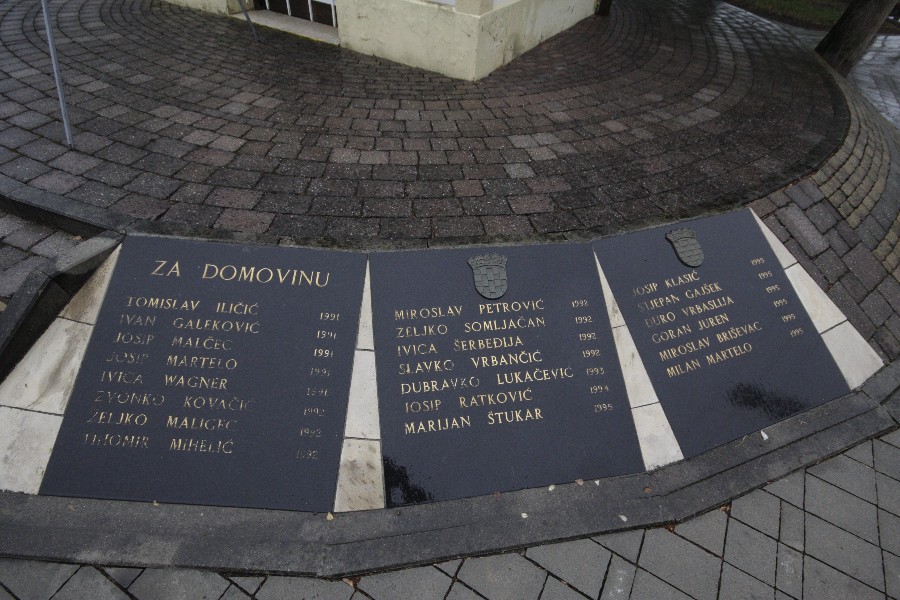 ZA DOMOVINU
TOMISLAV ILIČIĆ 1991
IVAN GALEKOVIĆ 1991
JOSIP MALČEC 1991
JOSIP MARTELO 1991
IVICA WAGNER 1991
ZVONKO KOVAČIĆ 1992
ŽELJKO MALIGEC 1992
TIHOMIR MIHELIĆ 1992
MIROSLAV PETROVIĆ 1992
ŽELJKO SOMLJAČAN 1992
IVICA ŠERBEDIJA 1992
SLAVKO VRBANČIĆ 1992
DUBRAVKO LUKAČEVIĆ 1993
JOSIP RATKOVIĆ 1994
MARIJAN ŠTUKAR 1995
JOSIP KLASIĆ 1995
STJEPAN GAJŠEK 1995
ĐURO VRBAŠLIJA 1995
GORAN JUREN 1995
MIROSLAV BRIŠEVAC 1995
MILAN MARTELO 1995